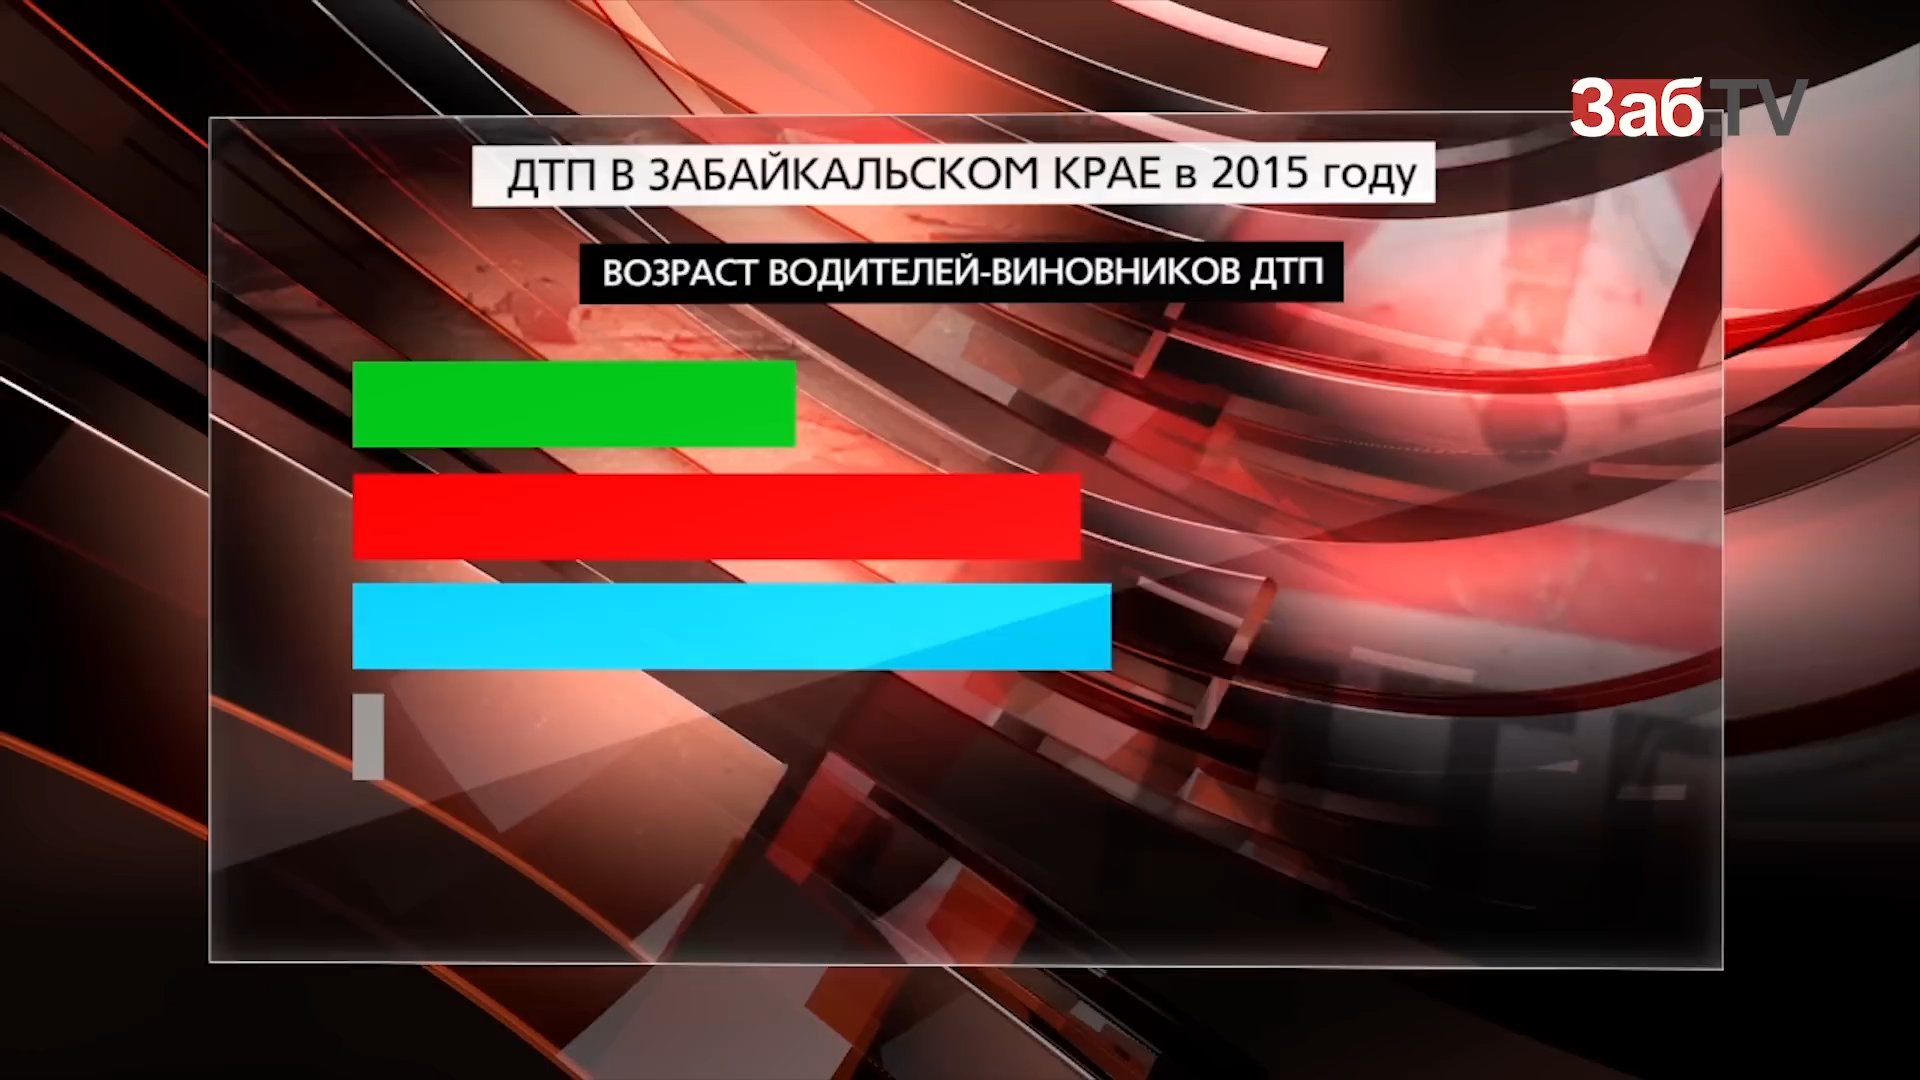 Заб.TV
ДТП В ЗАБАЙКАЛЬСКОМ КРАЕ в 2015 году
ВОЗРАСТ ВОДИТЕЛЕЙ-ВИНОВНИКОВ ДТП